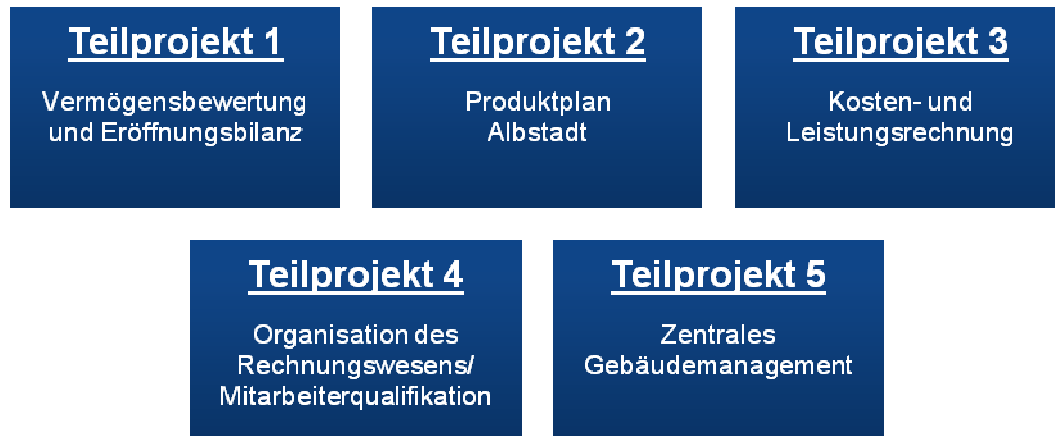 Teilprojekt 1
Vermögensbewertung
und Eröffnungsbilanz
Teilprojekt 2
Produktplan
Albstadt
Teilprojekt 3
Kosten- und
Leistungsrechnung
Teilprojekt 4
Organisation des
Rechnungswesens/
Mitarbeiterqualifikation
Teilprojekt 5
Zentrales
Gebäudemanagement